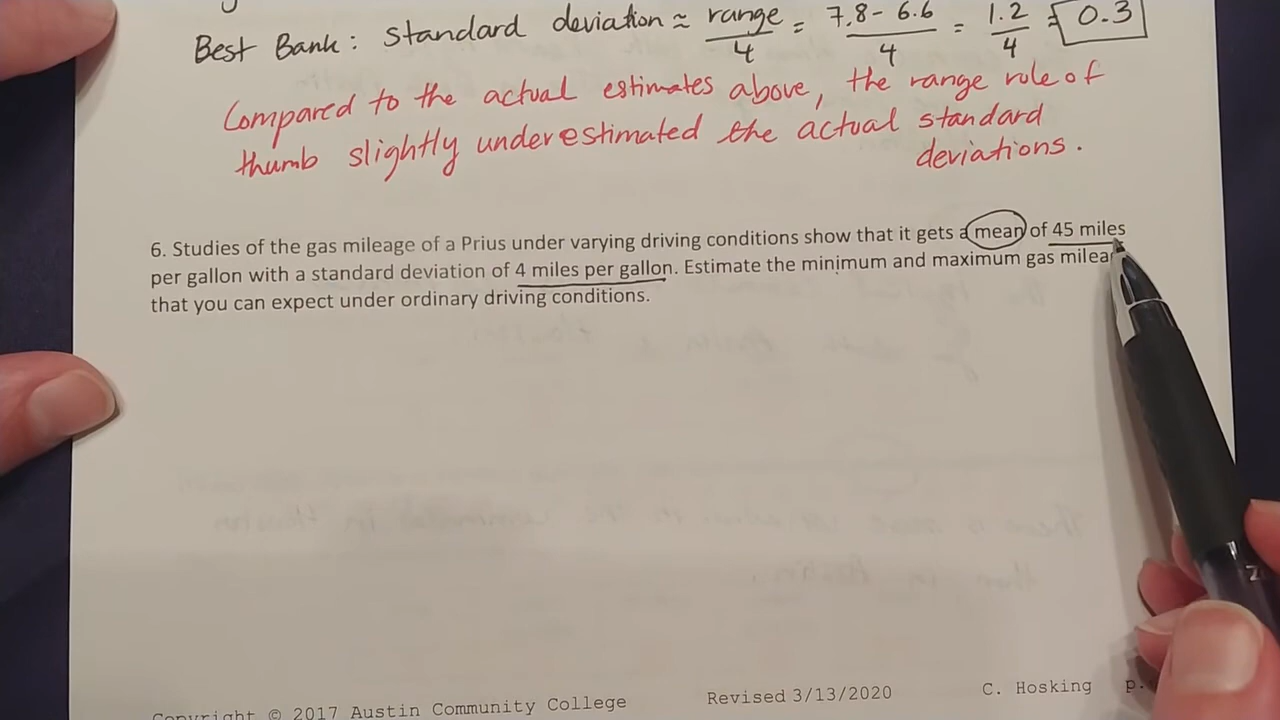 Best Bank: standard deviation ≈ range/4 = 7.8 - 6.6/4 = 1.2/4 = 0.3
Compared to the actual estimates above, the range rule of
thumb slightly underestimated the actual standard
deviations.
6. Studies of the gas mileage of a Prius under varying driving conditions show that it gets a mean of 45 miles
per gallon with a standard deviation of 4 miles per gallon. Estimate the minimum and maximum gas
that you can expect under ordinary driving conditions.
Copyright © 2017 Austin Community College Revised 3/13/2020 C. Hosking p.